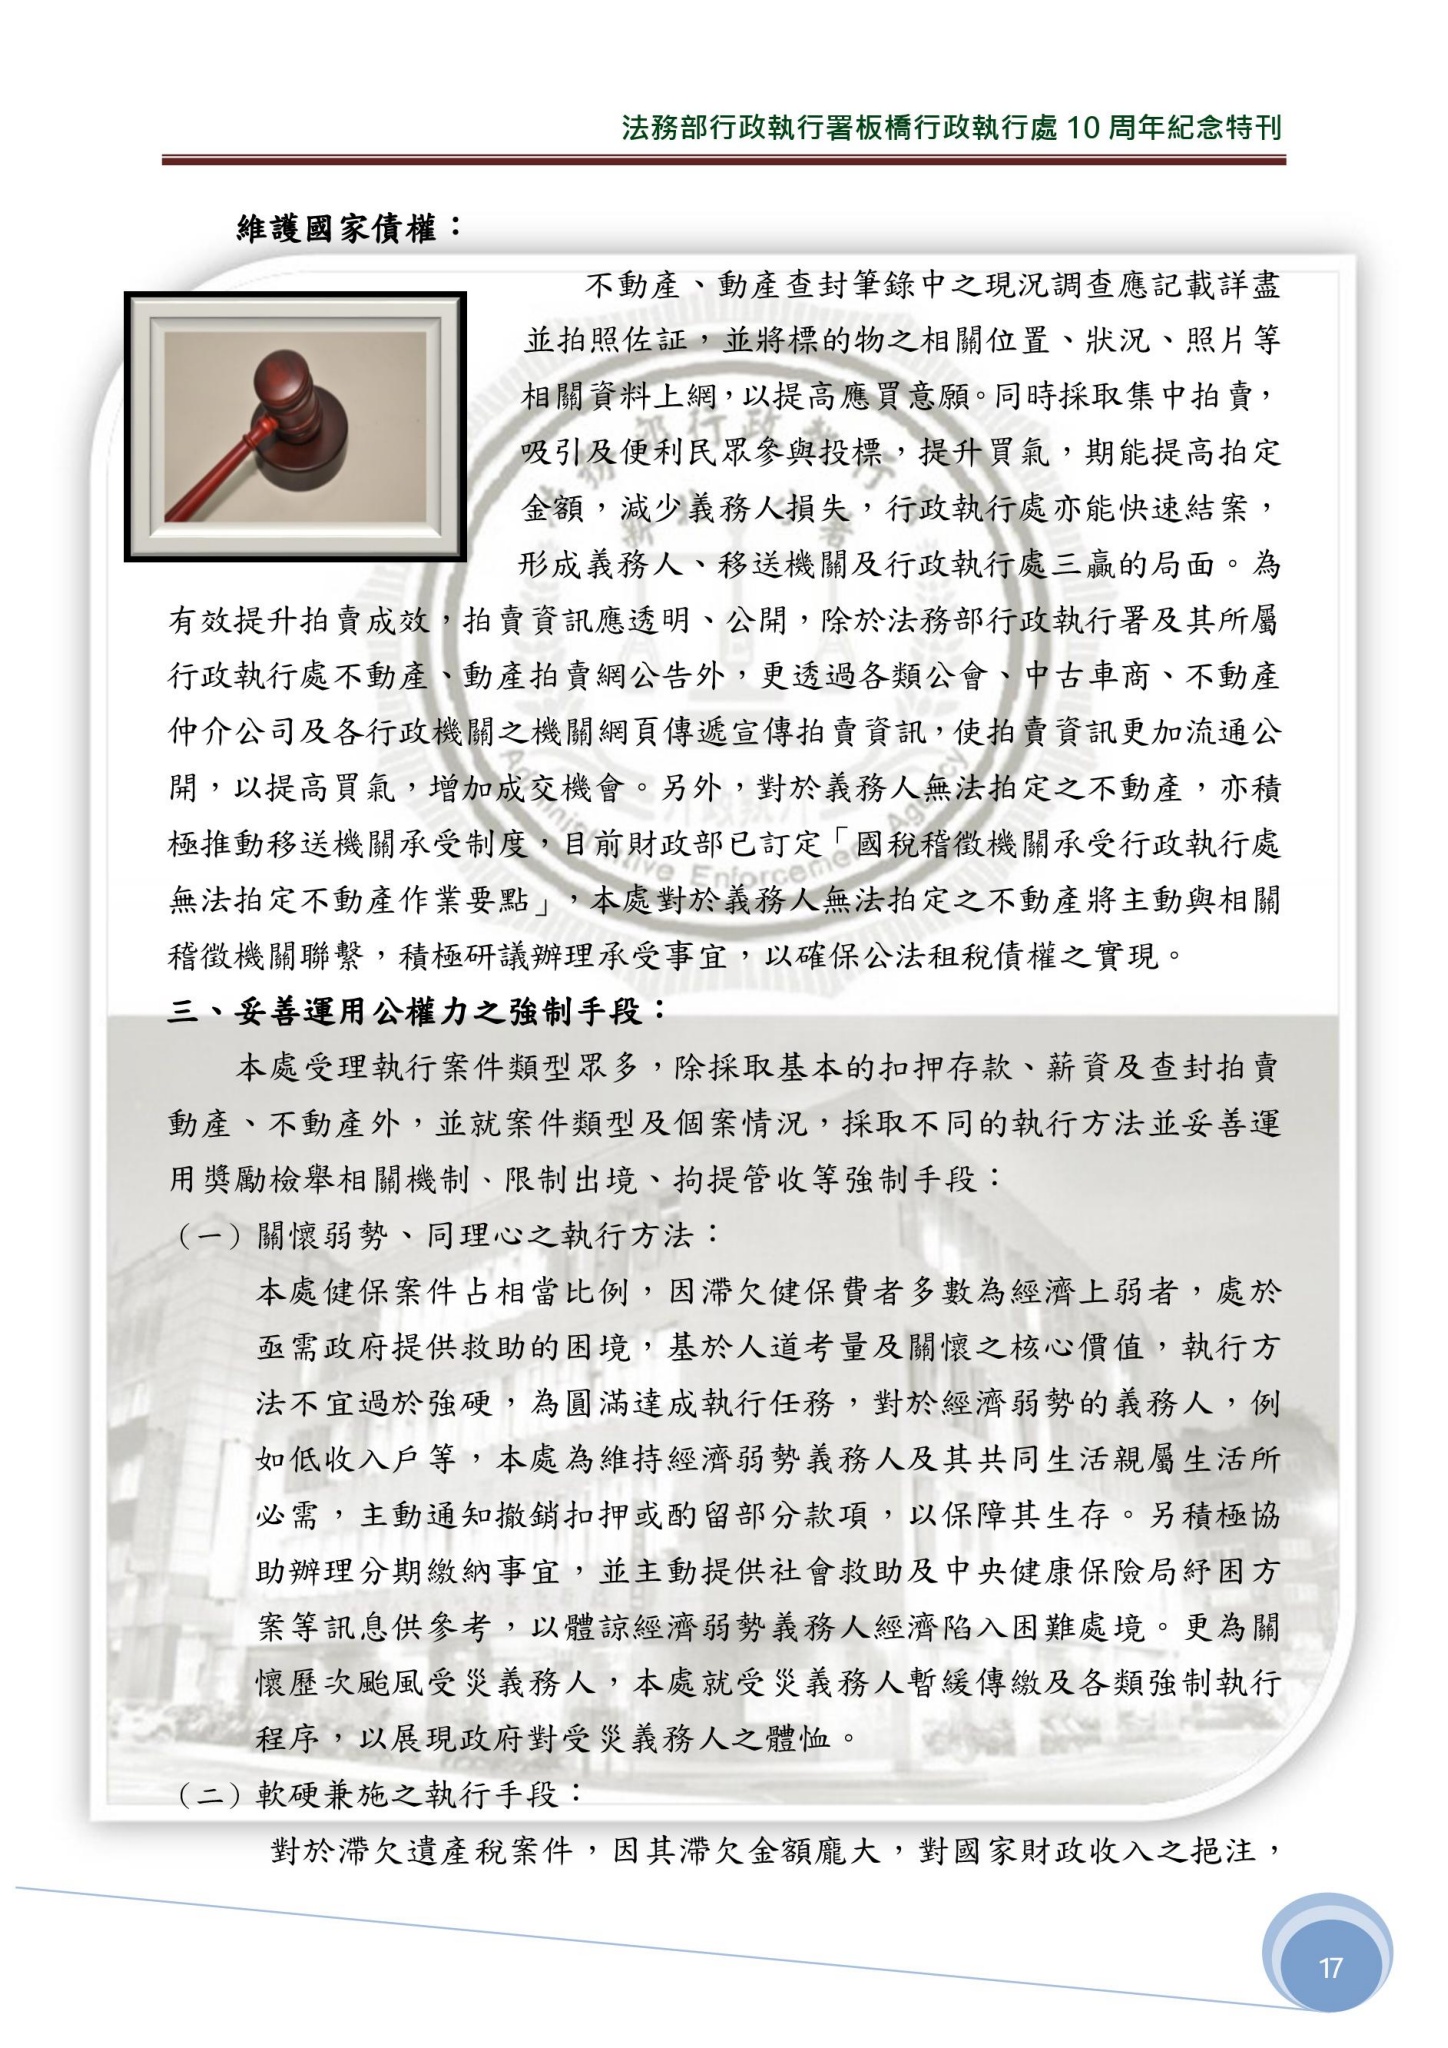 法務部行政執行署板橋行政執行處 10 周年紀念特刊
維護國家債權：
不動產、動產查封筆錄中之現況調查應記載詳盡
並拍照佐証，並將標的物之相關位置、狀況、照片等
相關資料上網，以提高應買意願。同時採取集中拍賣，
吸引及便利民眾參與投標，提升買氣，期能提高拍定
金額，減少義務人損失，行政執行處亦能快速結案，
形成義務人、移送機關及行政執行處三贏的局面。為
有效提升拍賣成效，拍賣資訊應透明、公開，除於法務部行政執行署及其所屬
行政執行處不動產、動產拍賣網公告外，更透過各類公會、中古車商、不動產
仲介公司及各行政機關之機關網頁傳遞宣傳拍賣資訊，使拍賣資訊更加流通公
開，以提高買氣，增加成交機會。另外，對於義務人無法拍定之不動產，亦積
極推動移送機關承受制度，目前財政部已訂定「國稅稽徵機關承受行政執行處
無法拍定不動產作業要點」，本處對於義務人無法拍定之不動產將主動與相關
稽徵機關聯繫，積極研議辦理承受事宜，以確保公法租稅債權之實現。
三、妥善運用公權力之強制手段：
本處受理執行案件類型眾多，除採取基本的扣押存款、薪資及查封拍賣
動產、不動產外，並就案件類型及個案情況，採取不同的執行方法並妥善運
用獎勵檢舉相關機制、限制出境、拘提管收等強制手段：
（一）關懷弱勢、同理心之執行方法：
本處健保案件占相當比例，因滯欠健保費者多數為經濟上弱者，處於
亟需政府提供救助的困境，基於人道考量及關懷之核心價值，執行方
法不宜過於強硬，為圓滿達成執行任務，對於經濟弱勢的義務人，例
如低收入戶等，本處為維持經濟弱勢義務人及其共同生活親屬生活所
必需，主動通知撤銷扣押或酌留部分款項，以保障其生存。另積極協
助辦理分期繳納事宜，並主動提供社會救助及中央健康保險局紓困方
案等訊息供參考，以體諒經濟弱勢義務人經濟陷入困難處境。更為關
懷歷次颱風受災義務人，本處就受災義務人暫緩傳繳及各類強制執行
程序，以展現政府對受災義務人之體恤。
（二）軟硬兼施之執行手段：
對於滯欠遺產稅案件，因其滯欠金額龐大，對國家財政收入之挹注，
17